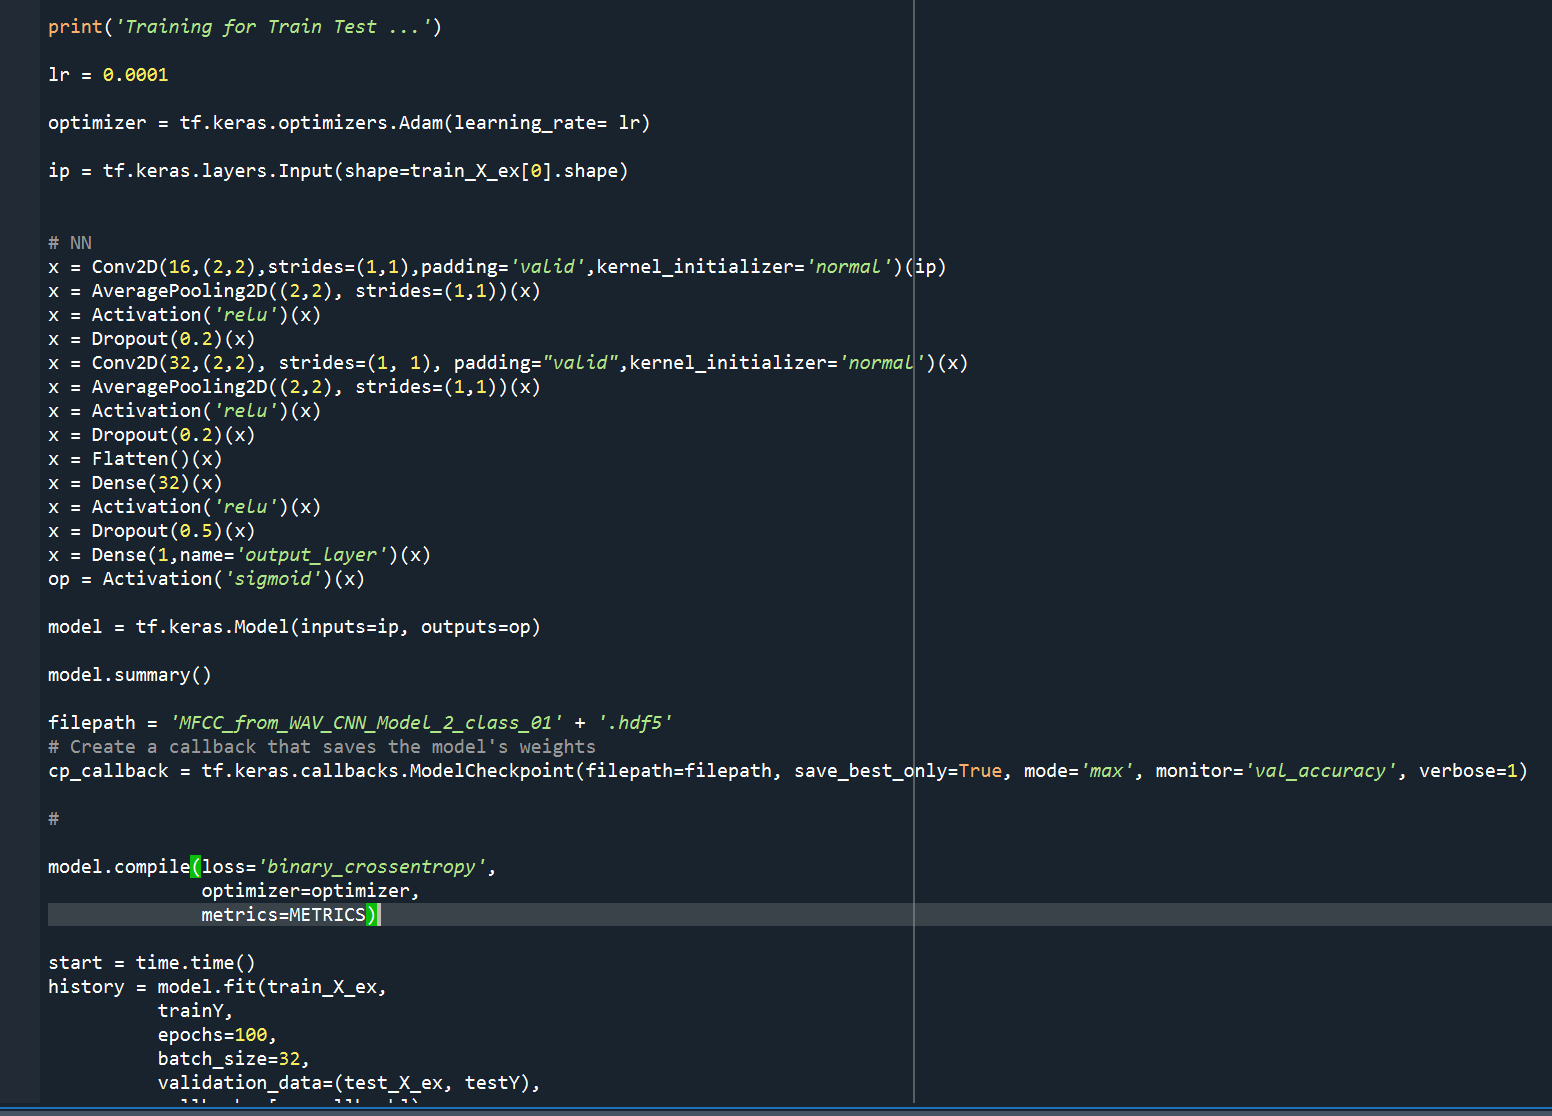 print('Training for Train Test ...')
lr = 0.0001
optimizer = tf.keras.optimizers.Adam(learning_rate= lr)
ip = tf.keras.layers.Input(shape=train_X_ex[0].shape)
# NN
x = Conv2D(16,(2,2),strides=(1,1),padding='valid',kernel_initializer='normal')(ip)
x = AveragePooling2D((2,2), strides=(1,1))(x)
x = Activation('relu')(x)
x = Dropout(0.2)(x)
x = Conv2D(32,(2,2), strides=(1, 1), padding="valid",kernel_initializer='normal')(x)
x = AveragePooling2D((2,2), strides=(1,1))(x)
x = Activation('relu')(x)
x = Dropout(0.2)(x)
x = Flatten()(x)
x = Dense(32)(x)
x = Activation('relu')(x)
x = Dropout(0.5)(x)
x = Dense(1,name='output_layer')(x)
op = Activation('sigmoid')(x)
model = tf.keras.Model(inputs=ip, outputs=op)
model.summary()
filepath = 'MFCC_from_WAV_CNN_Model_2_class_01' + '.hdf5'
# Create a callback that saves the model's weights
cp_callback = tf.keras.callbacks.ModelCheckpoint(filepath=filepath, save_best_only=True, mode='max', monitor='val_accuracy', verbose=1)
#
model.compile(loss='binary_crossentropy',
optimizer=optimizer,
metrics=METRICS)
start = time.time()
history = model.fit(train_X_ex,
trainY,
epochs=100,
batch_size=32,
validation_data=(test_X_ex, testY),